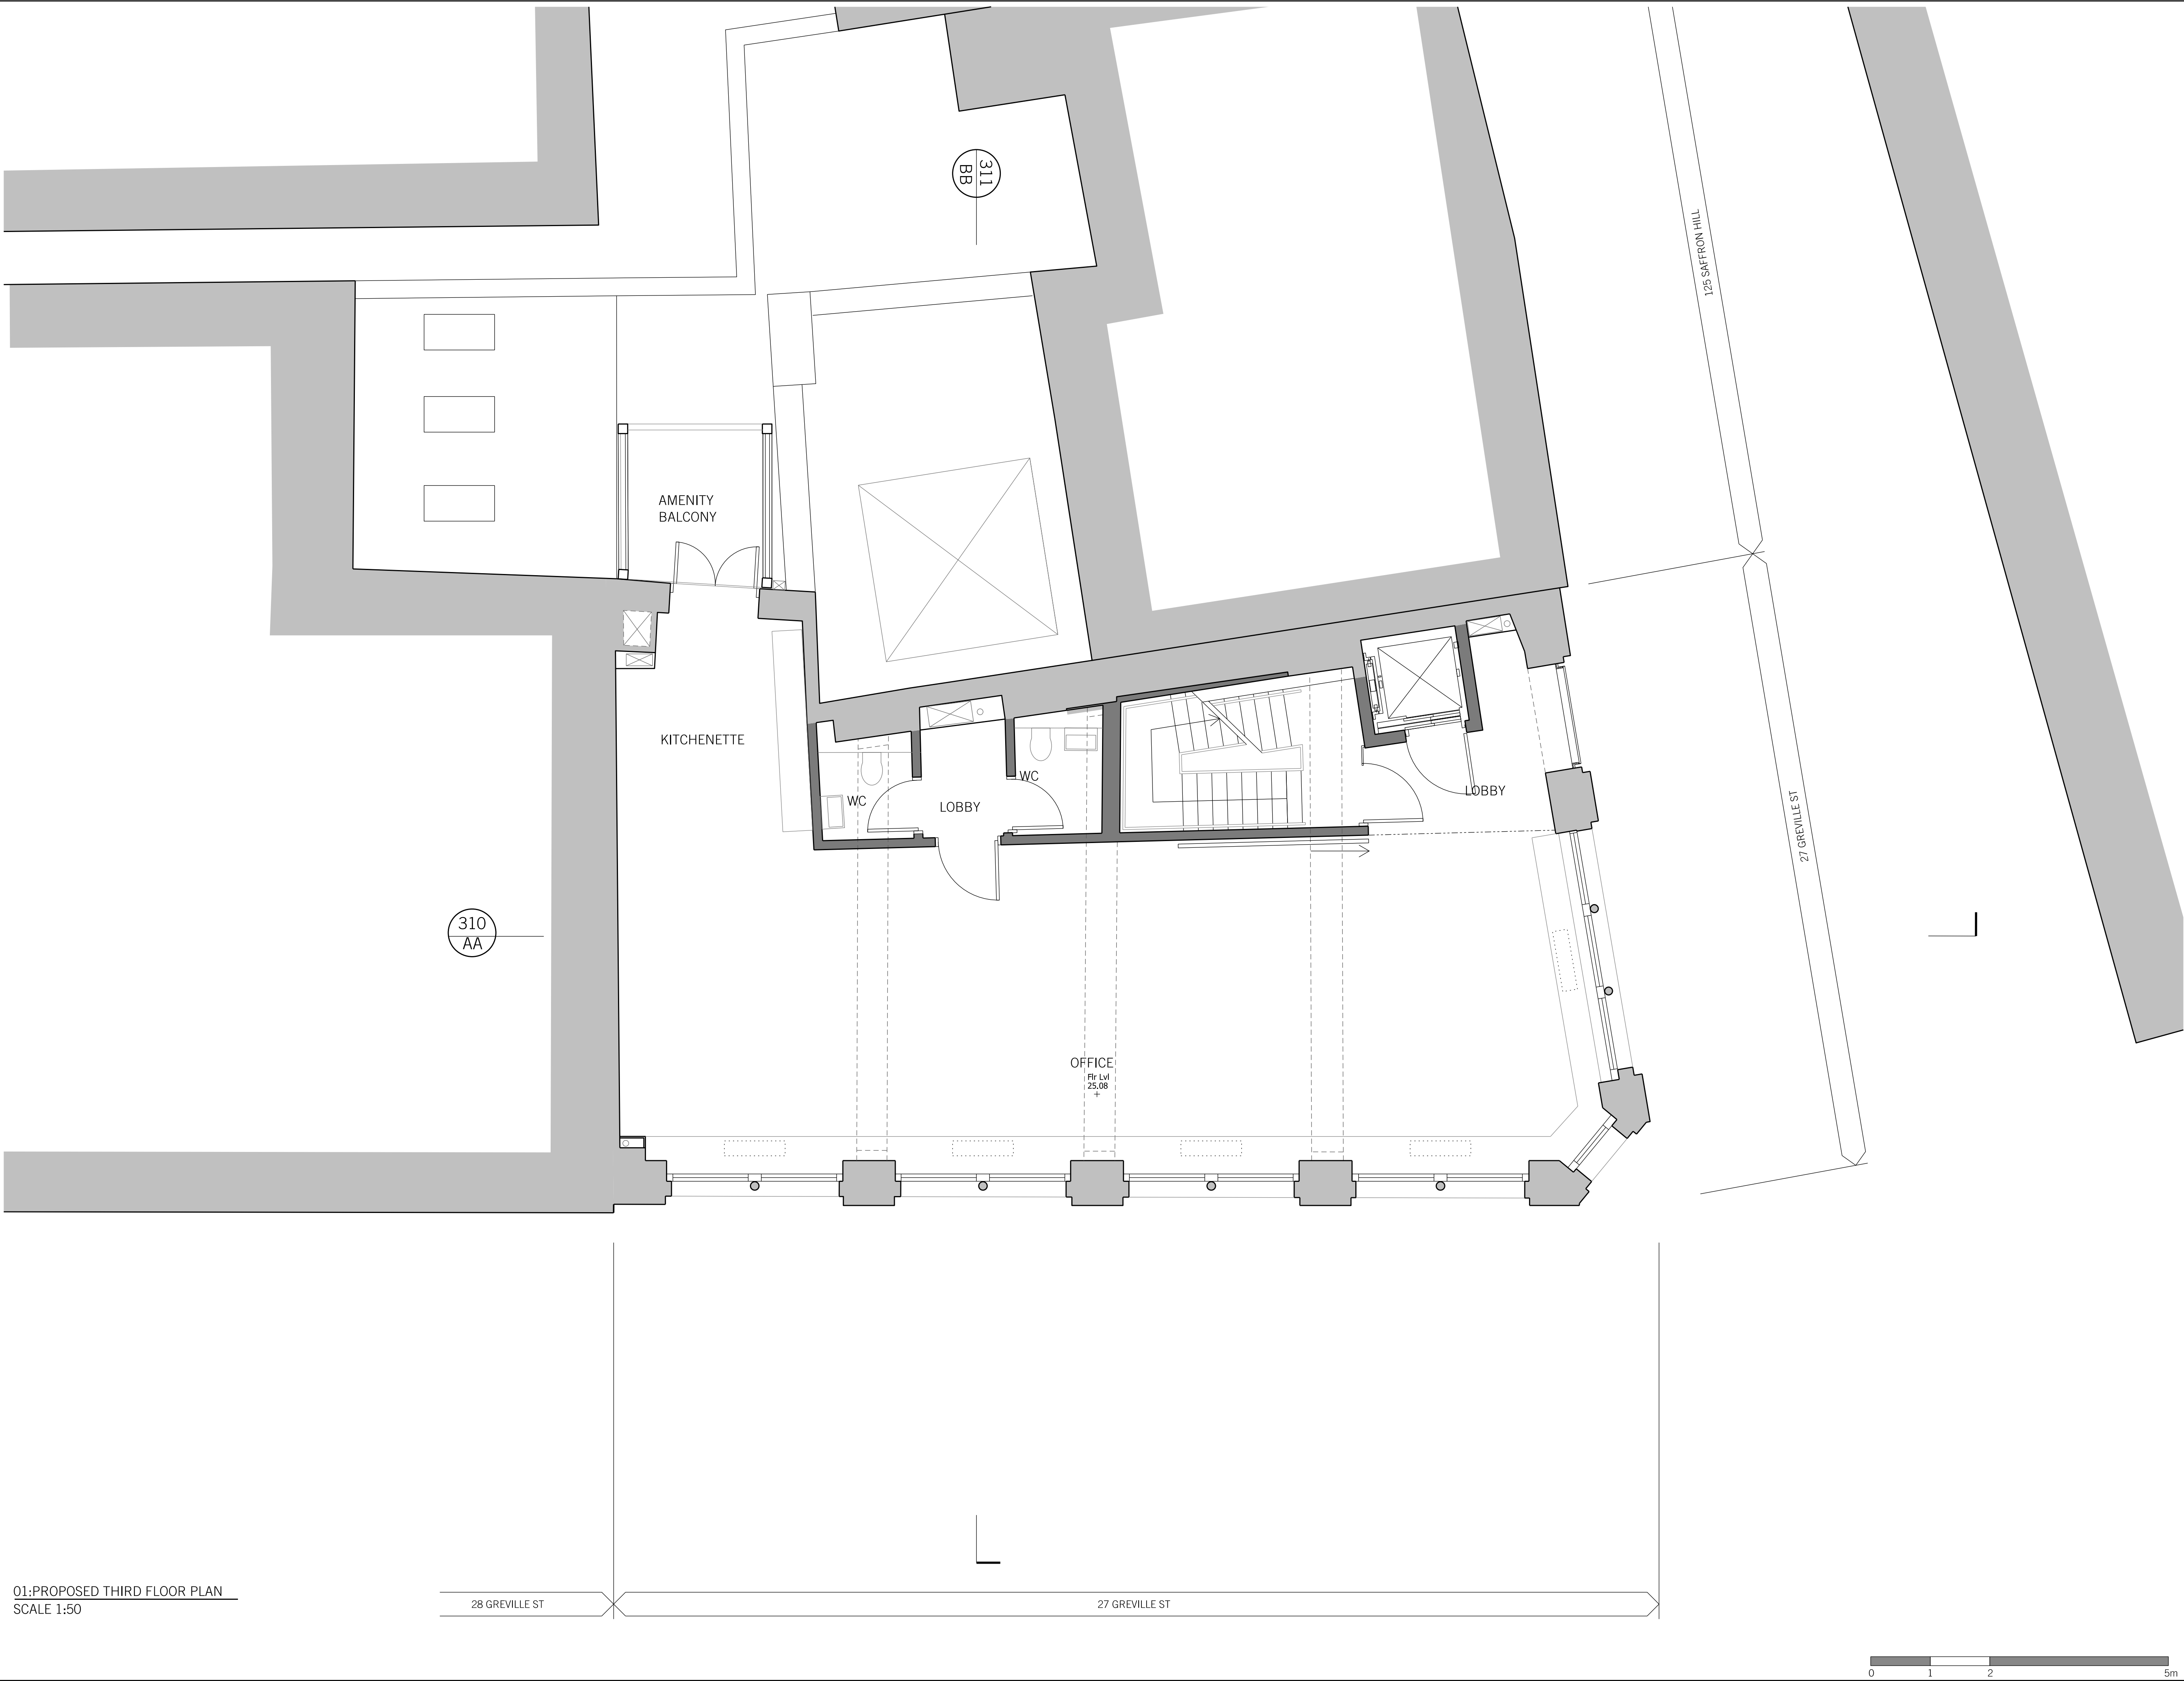 311
BB
125 SAFFRON HILL
AMENITY
BALCONY
KITCHENETTE
WC
WC
LOBBY
LOBBY
27 GREVILLE ST
310
AA
OFFICE
Flr Lvl
25.08
01:PROPOSED THIRD FLOOR PLAN
SCALE 1:50
28 GREVILLE ST
27 GREVILLE ST
0 1 2 5m